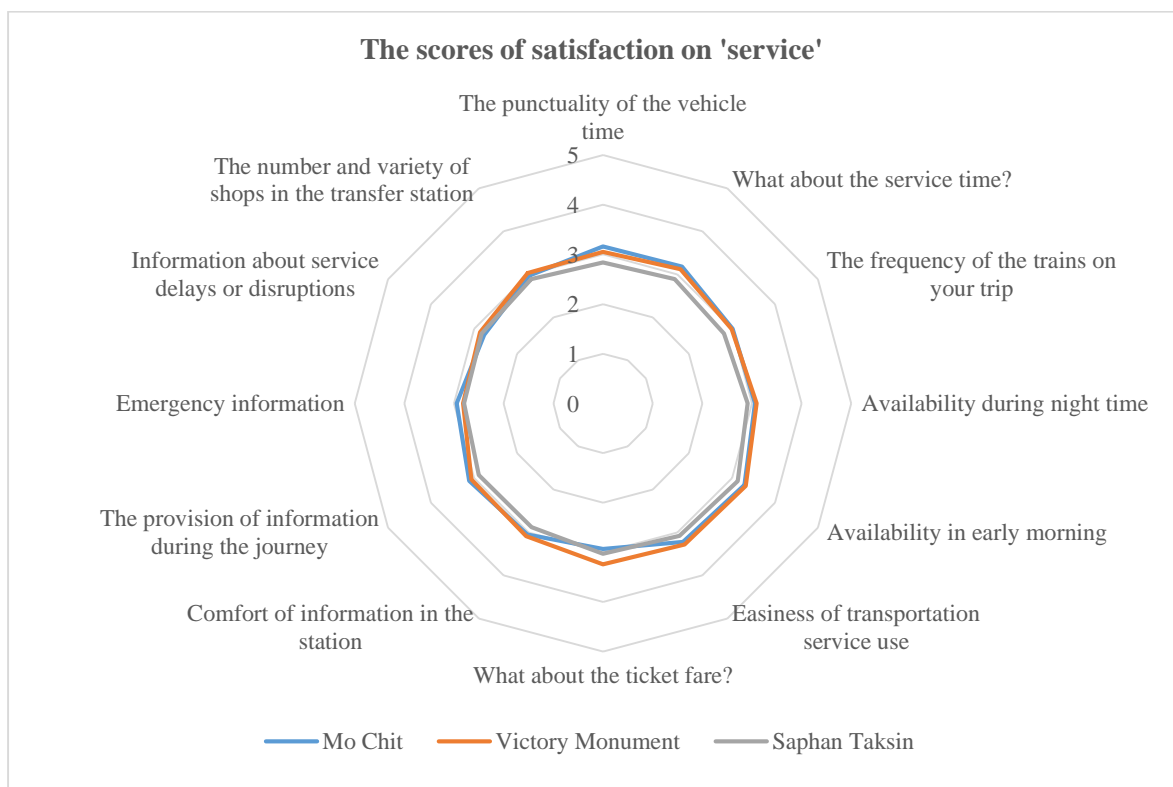 The scores of satisfaction on 'service'
The punctuality of the vehicle
time
What about the service time?
The frequency of the trains on
your trip
Availability during night time
Availability in early morning
Easiness of transportation
service use
What about the ticket fare?
Comfort of information in the
station
The provision of information
during the journey
Emergency information
Information about service
delays or disruptions
The number and variety of
shops in the transfer station
5
4
3
2
1
0
Mo Chit
Victory Monument
Saphan Taksin